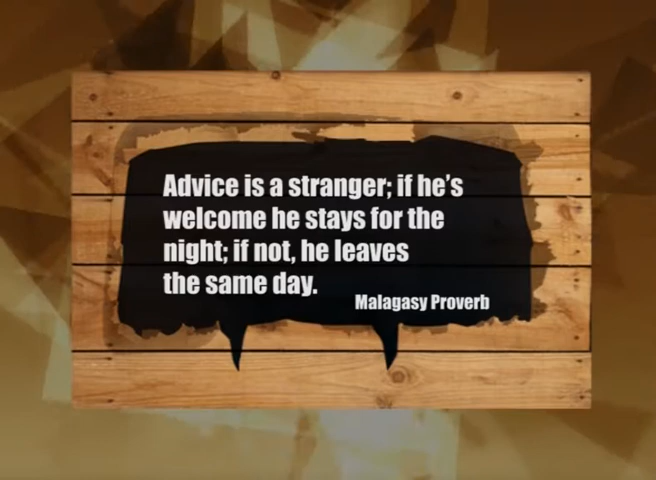 Advice is a stranger; if he’s
welcome he stays for the
night; if not, he leaves
the same day.
Malagasy Proverb